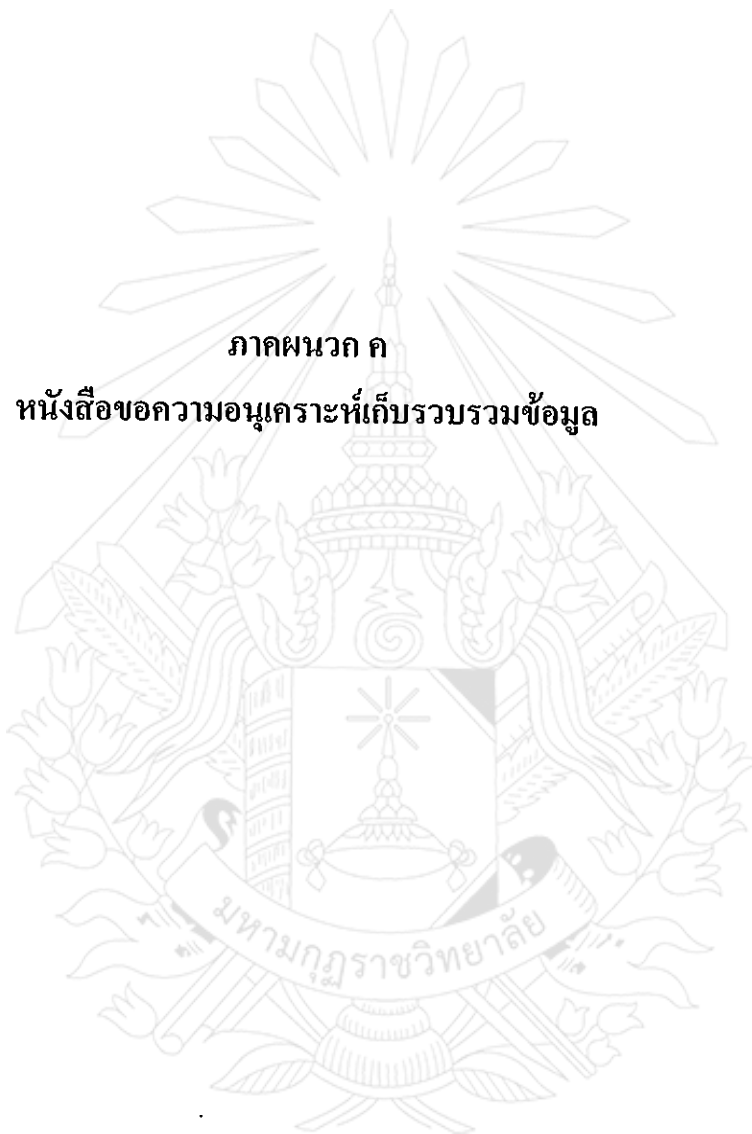 ภาคผนวก ค
หนังสือขอความอนุเคราะห์เก็บรวบรวมข้อมูล
มหามกุฏราชวิทยาลัย